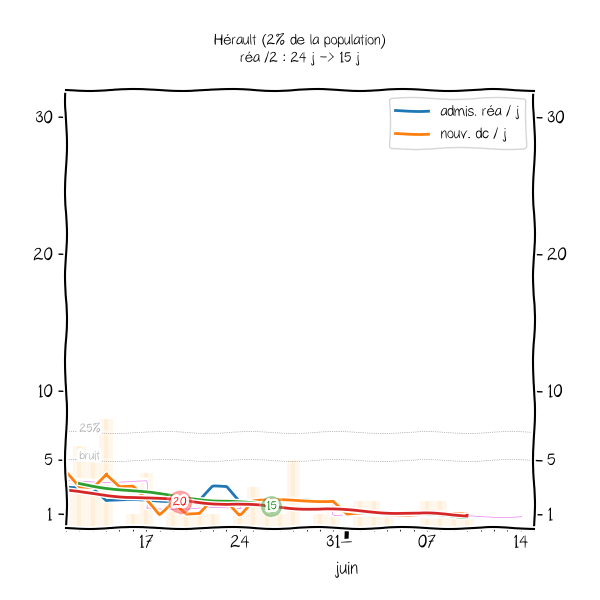 Hérault (2% de la population)
réa /2 : 24 j -> 15 j
admis. réa / j
nouv. dc / j
30 30
20 20
10 10
25%
5 bruit 5
20 15
1 1
17 24 31 07 14
juin